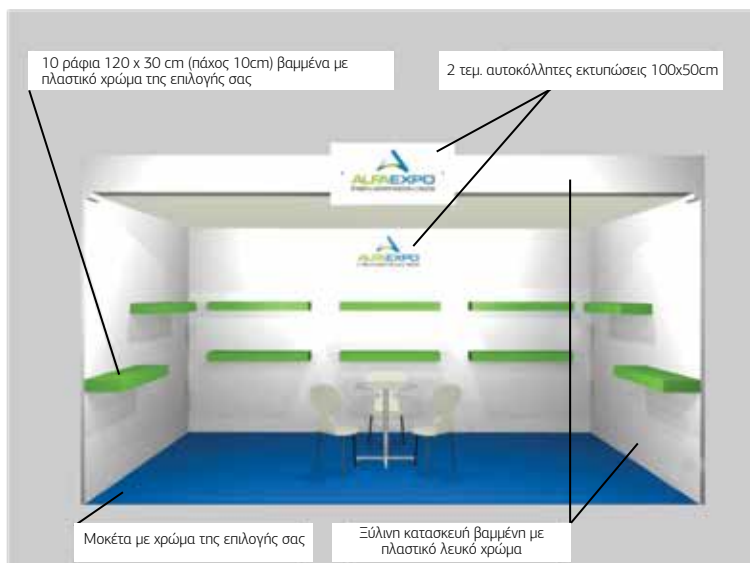 10 ράφια 120 x 30 cm (πάχος 10cm) βαμμένα με
πλαστικό χρώμα της επιλογής σας
2 τεμ. αυτοκόλλητες εκτυπώσεις 100x50cm
ALFAEXPO
ALFAEXPO
Μοκέτα με χρώμα της επιλογής σας
Ξύλινη κατασκευή βαμμένη με
πλαστικό λευκό χρώμα